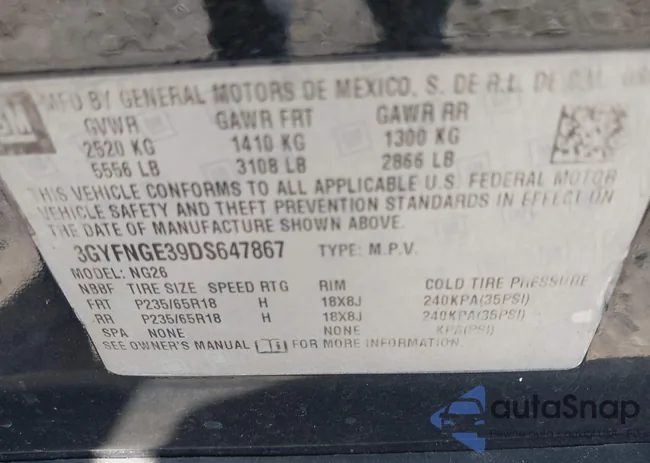 GM
MFD BY GENERAL MOTORS DE MEXICO, S. DE R.L. DE C.V.
GVWR GAWR FRT GAWR RR
2520 KG 1410 KG 1300 KG
5556 LB 3108 LB 2866 LB
THIS VEHICLE CONFORMS TO ALL APPLICABLE U.S. FEDERAL MOTOR
VEHICLE SAFETY AND THEFT PREVENTION STANDARDS IN EFFECT ON
THE DATE OF MANUFACTURE SHOWN ABOVE.
3GYFNGE39DS647867 TYPE: M.P.V.
MODEL: NG26
NBBF TIRE SIZE SPEED RTG RIM COLD TIRE PRESSURE
FRT P235/65R18 H 18X8J 240KPA(35PSI)
RR P235/65R18 H 18X8J 240KPA(35PSI)
SPA NONE NONE KPA(PSI)
SEE OWNER'S MANUAL FOR MORE INFORMATION.
autoSnap